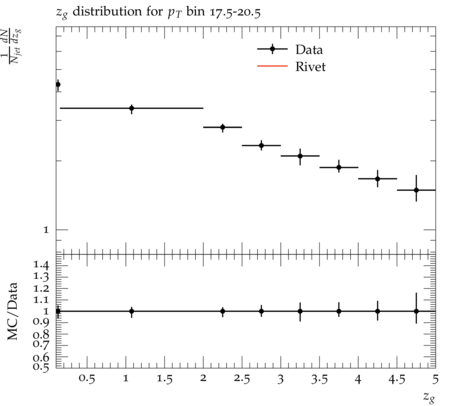 z_g distribution for p_T bin 17.5-20.5
1/N_jet dN/dz_g
Data
Rivet
1
MC/Data
1.4
1.3
1.2
1.1
1
0.9
0.8
0.7
0.6
0.5
0.5 1 1.5 2 2.5 3 3.5 4 4.5 5
z_g